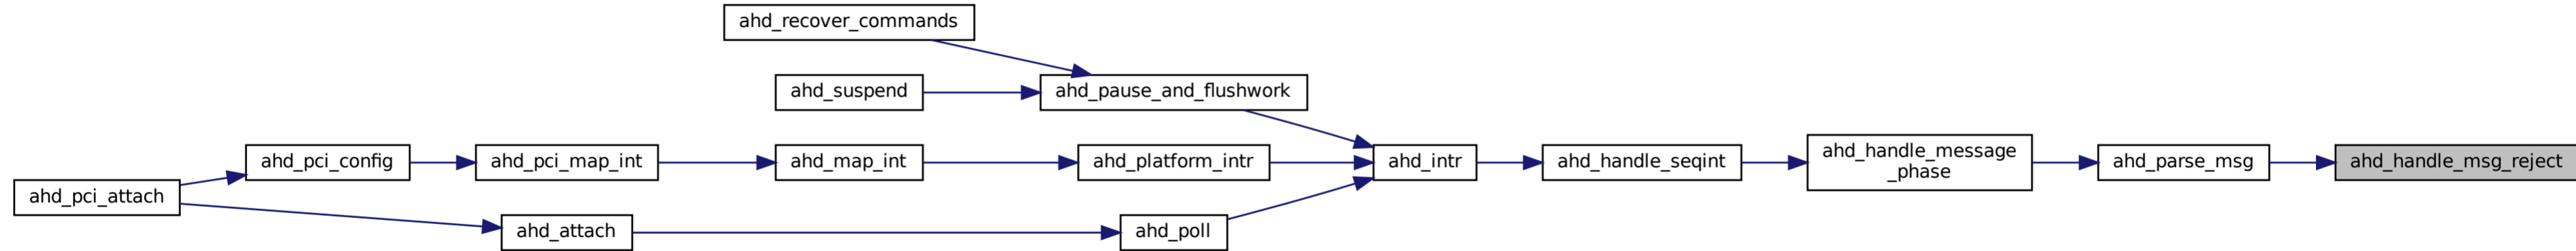 ahd_recover_commands
ahd_suspend
ahd_pause_and_flushwork
ahd_pci_config
ahd_pci_map_int
ahd_map_int
ahd_platform_intr
ahd_intr
ahd_handle_seqint
ahd_handle_message
_phase
ahd_parse_msg
ahd_handle_msg_reject
ahd_pci_attach
ahd_attach
ahd_poll